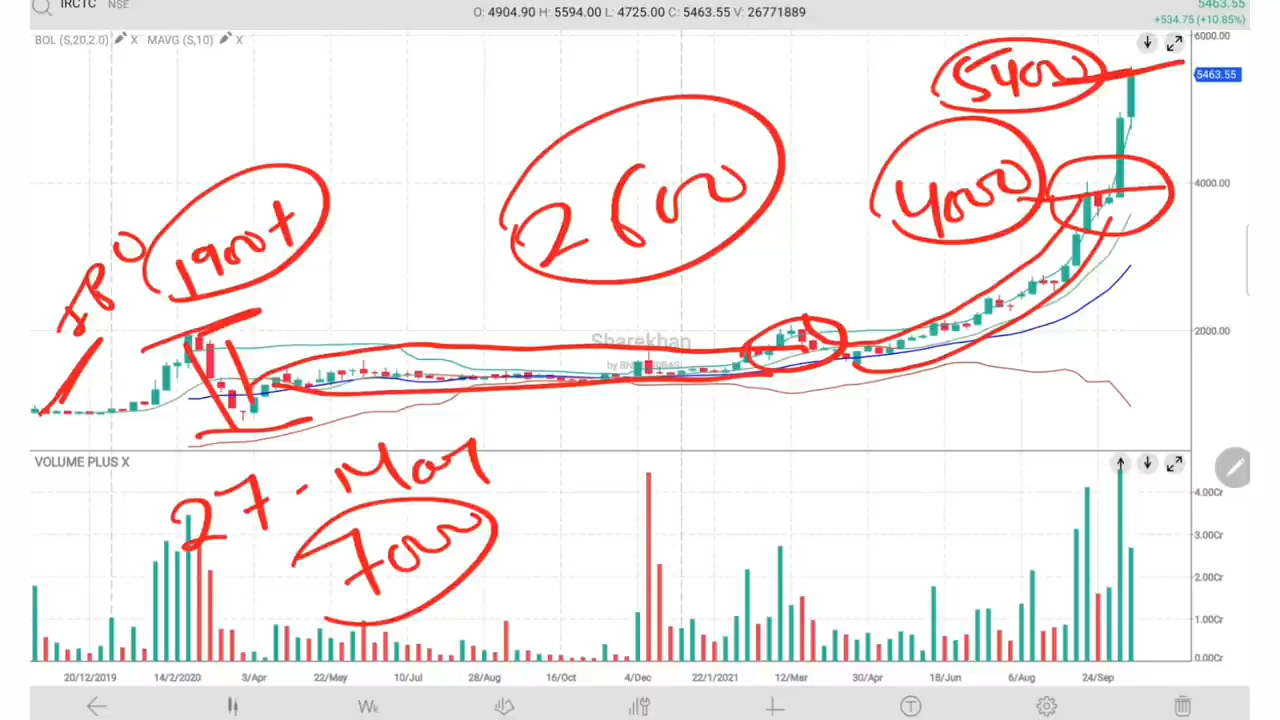 IRCTC NSE
O: 4904.90 H: 5594.00 L: 4725.00 C: 5463.55 V: 26771889
5463.55
+534.75 (+10.85%)
BOL (S,20,2.0) X MAVG (S,10) X
6000.00
5400
5463.55
4000
4000.00
2600
1900+
IPO
2000.00
Sharekhan
27-May
7000
VOLUME PLUS X
4.00Cr
3.00Cr
2.00Cr
1.00Cr
0.00Cr
20/12/2019 14/2/2020 3/Apr 22/May 10/Jul 28/Aug 16/Oct 4/Dec 22/1/2021 12/Mar 30/Apr 18/Jun 6/Aug 24/Sep
Wk
T